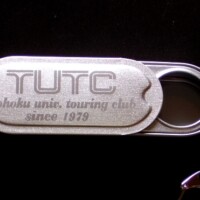 TUTC
ohoku univ. touring club
since 1979